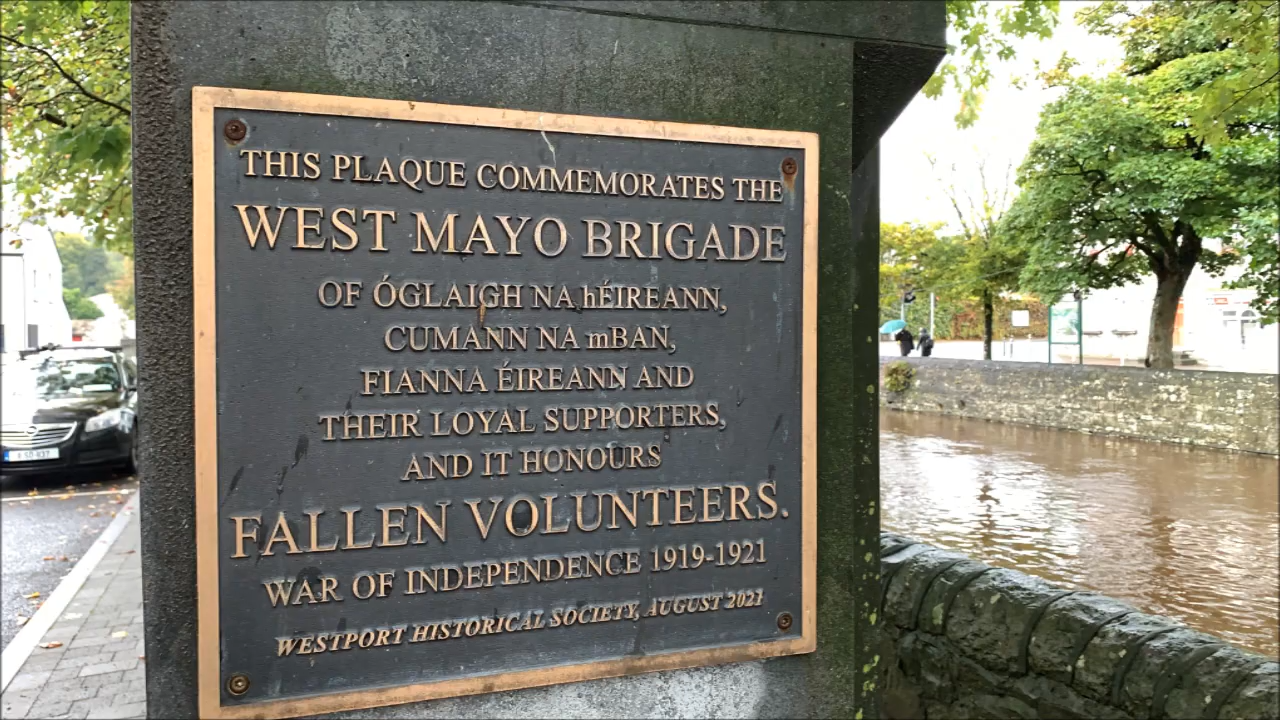 THIS PLAQUE COMMEMORATES THE
WEST MAYO BRIGADE
OF ÓGLAIGH NA hÉIREANN,
CUMANN NA mBAN,
FIANNA ÉIREANN AND
THEIR LOYAL SUPPORTERS,
AND IT HONOURS
FALLEN VOLUNTEERS.
WAR OF INDEPENDENCE 1919-1921
WESTPORT HISTORICAL SOCIETY, AUGUST 2021